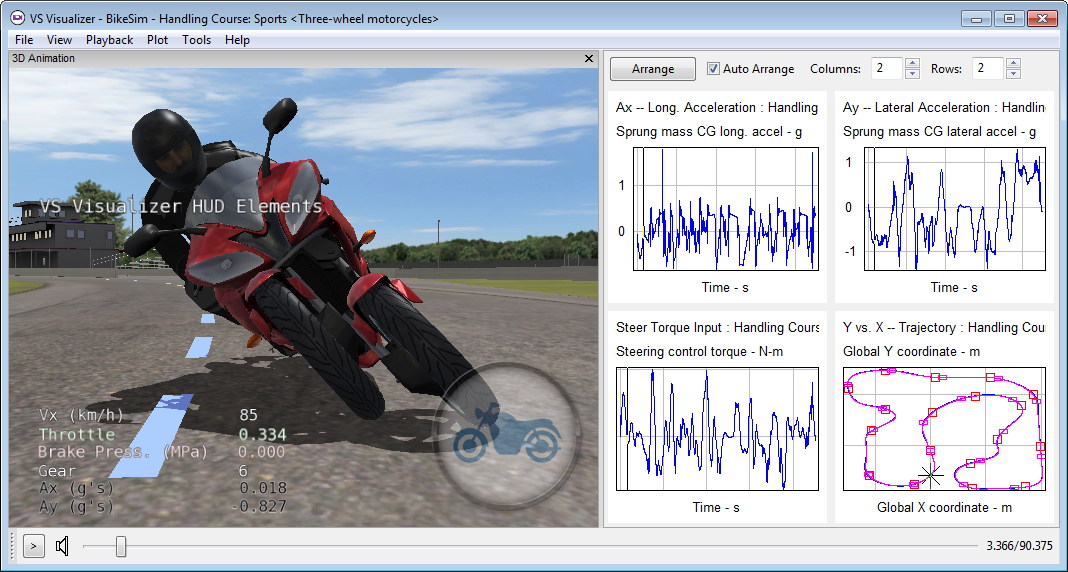 VS Visualizer - BikeSim - Handling Course: Sports <Three-wheel motorcycles>
File View Playback Plot Tools Help
3D Animation
Arrange Auto Arrange Columns: 2 Rows: 2
Ax -- Long. Acceleration : Handling
Sprung mass CG long. accel - g
1
0
Time - s
Ay -- Lateral Acceleration : Handlin
Sprung mass CG lateral accel - g
1
0
-1
Time - s
VS Visualizer HUD Elements
Steer Torque Input : Handling Cours
Steering control torque - N-m
Time - s
Y vs. X -- Trajectory : Handling Cou
Global Y coordinate - m
Global X coordinate - m
Vx (km/h) 85
Throttle 0.334
Brake Press. (MPa) 0.000
Gear 6
Ax (g's) 0.018
Ay (g's) -0.827
> 3.366/90.375